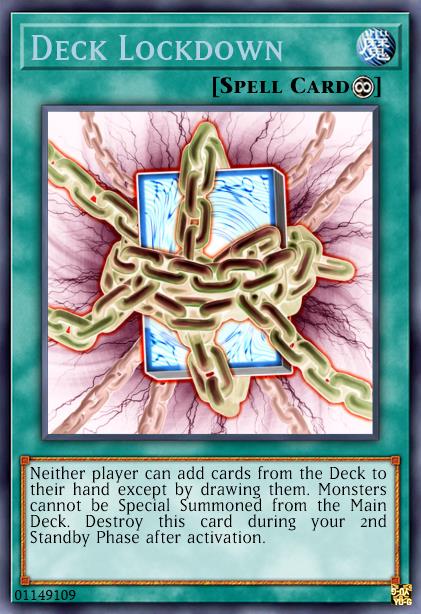 DECK LOCKDOWN
魔
[SPELL CARD]
Neither player can add cards from the Deck to
their hand except by drawing them. Monsters
cannot be Special Summoned from the Main
Deck. Destroy this card during your 2nd
Standby Phase after activation.
01149109